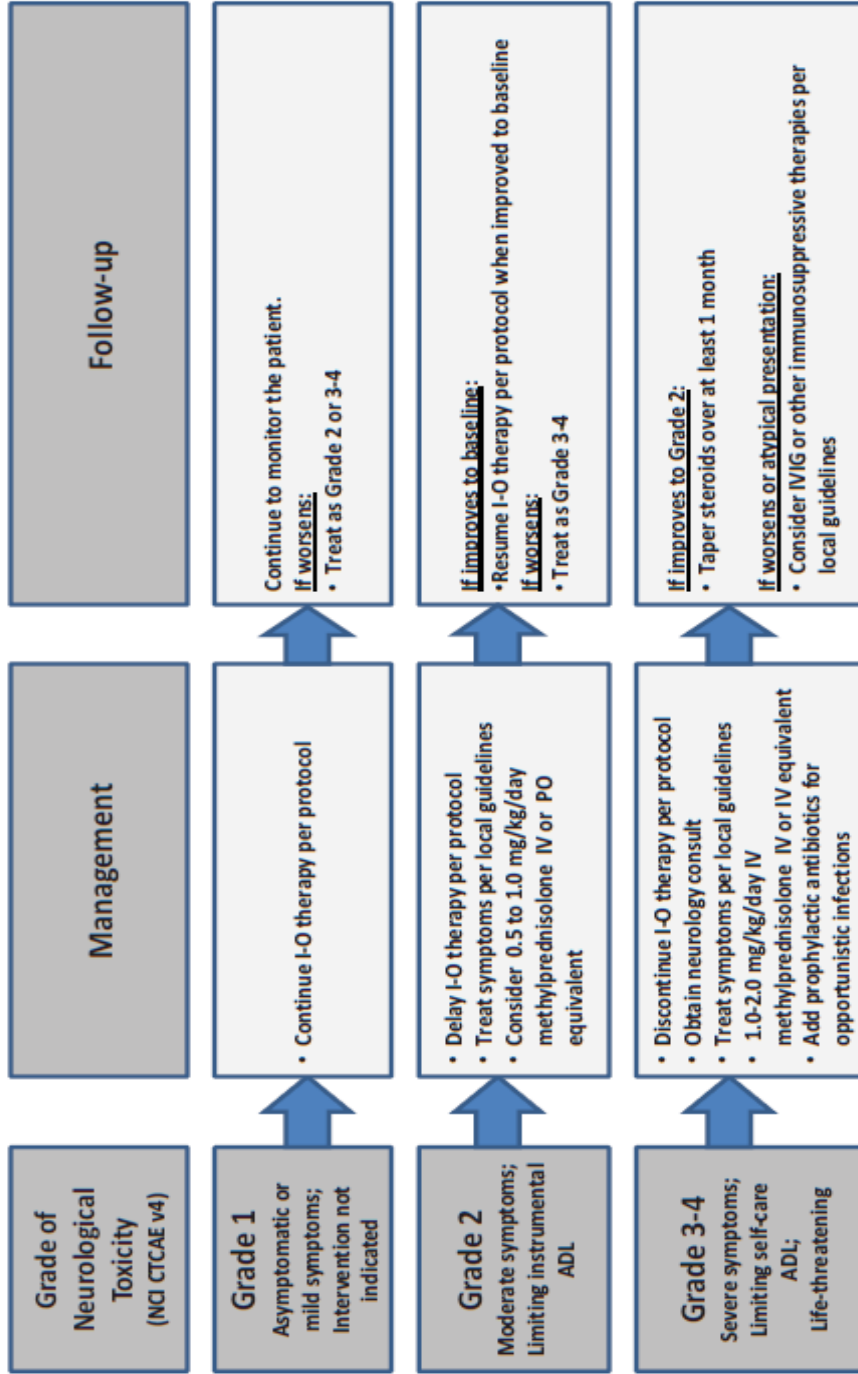 Grade of
Neurological
Toxicity
(NCI CTCAE v4)
Management
Follow-up
Grade 1
Asymptomatic or
mild symptoms;
Intervention not
indicated
• Continue I-O therapy per protocol
Continue to monitor the patient.
If worsens:
• Treat as Grade 2 or 3-4
Grade 2
Moderate symptoms;
Limiting instrumental
ADL
• Delay I-O therapy per protocol
• Treat symptoms per local guidelines
• Consider 0.5 to 1.0 mg/kg/day
methylprednisolone IV or PO
equivalent
If improves to baseline:
•Resume I-O therapy per protocol when improved to baseline
If worsens:
• Treat as Grade 3-4
Grade 3-4
Severe symptoms;
Limiting self-care
ADL;
Life-threatening
• Discontinue I-O therapy per protocol
• Obtain neurology consult
• Treat symptoms per local guidelines
• 1.0-2.0 mg/kg/day IV
methylprednisolone IV or IV equivalent
• Add prophylactic antibiotics for
opportunistic infections
If improves to Grade 2:
• Taper steroids over at least 1 month
If worsens or atypical presentation:
• Consider IVIG or other immunosuppressive therapies per
local guidelines